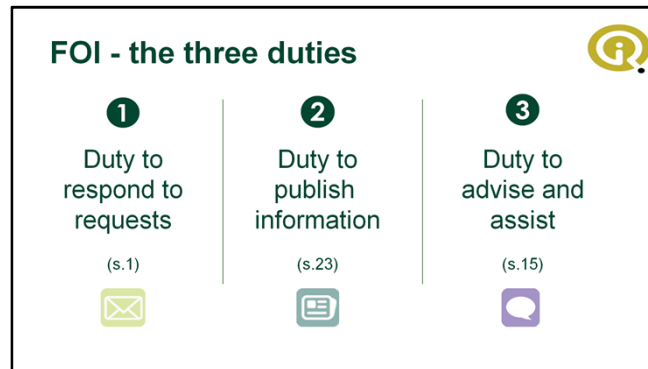 FOI - the three duties
1
Duty to
respond to
requests
(s.1)
2
Duty to
publish
information
(s.23)
3
Duty to
advise and
assist
(s.15)